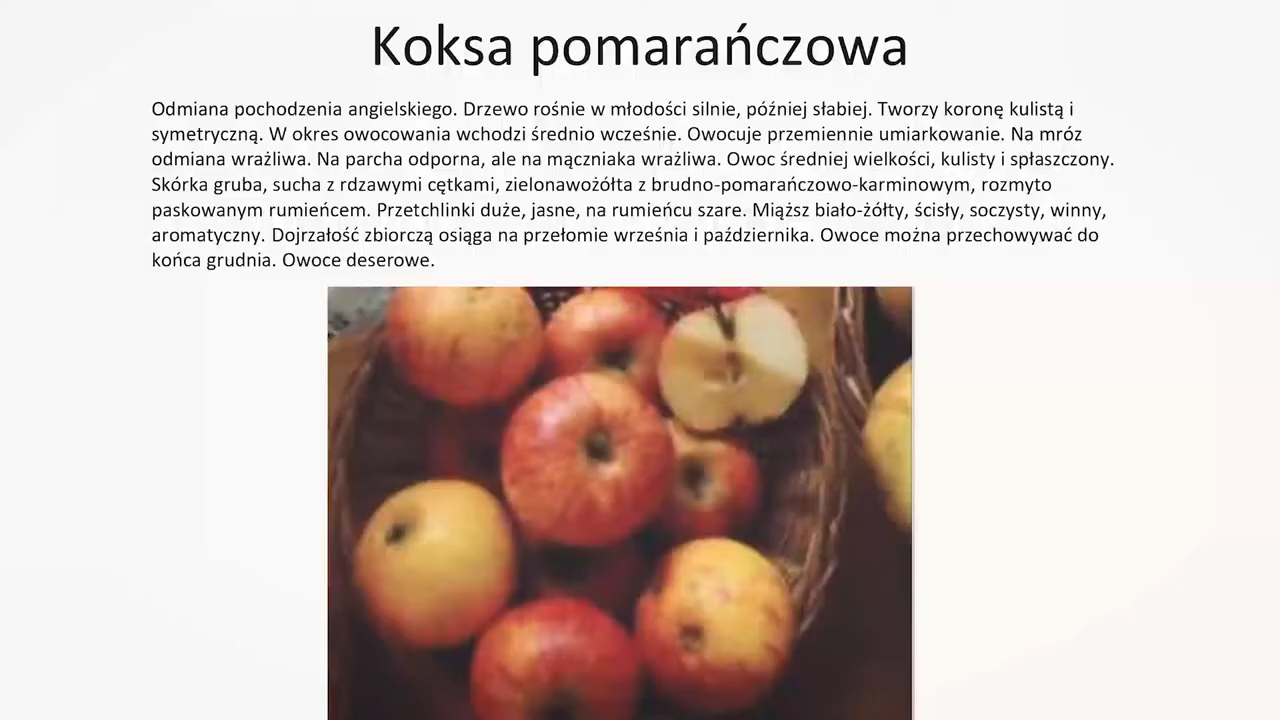 Koksa pomarańczowa
Odmiana pochodzenia angielskiego. Drzewo rośnie w młodości silnie, później słabiej. Tworzy koronę kulistą i
symetryczną. W okres owocowania wchodzi średnio wcześnie. Owocuje przemiennie umiarkowanie. Na mróz
odmiana wrażliwa. Na parcha odporna, ale na mączniaka wrażliwa. Owoc średniej wielkości, kulisty i spłaszczony.
Skórka gruba, sucha z rdzawymi cętkami, zielonawożółta z brudno-pomarańczowo-karminowym, rozmyto
paskowanym rumieńcem. Przetchlinki duże, jasne, na rumieńcu szare. Miąższ biało-żółty, ścisły, soczysty, winny,
aromatyczny. Dojrzałość zbiorczą osiąga na przełomie września i października. Owoce można przechowywać do
końca grudnia. Owoce deserowe.